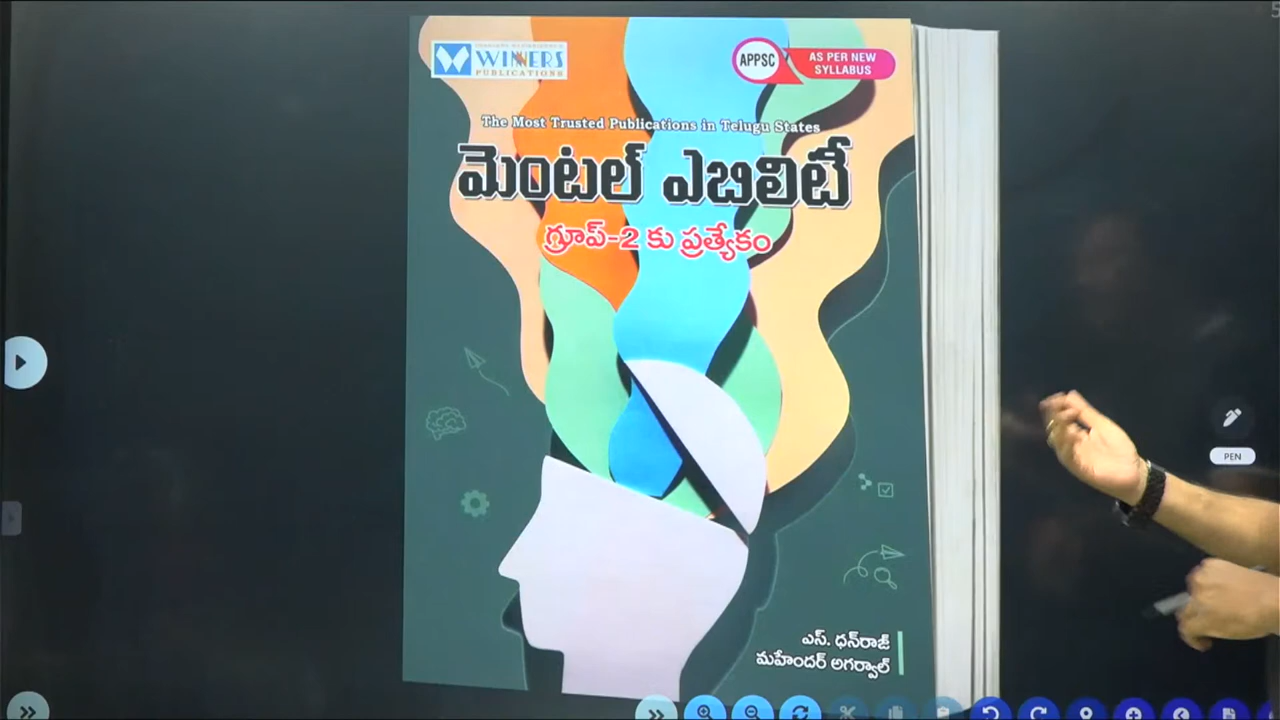 WINNERS
PUBLICATIONS
APPSC
AS PER NEW
SYLLABUS
The Most Trusted Publications in Telugu States
మెంటల్ ఎబిలిటీ
గ్రూప్-2 కు ప్రత్యేకం
PEN
ఎస్. ధన్‌రాజ్
మహేందర్ అగర్వాల్